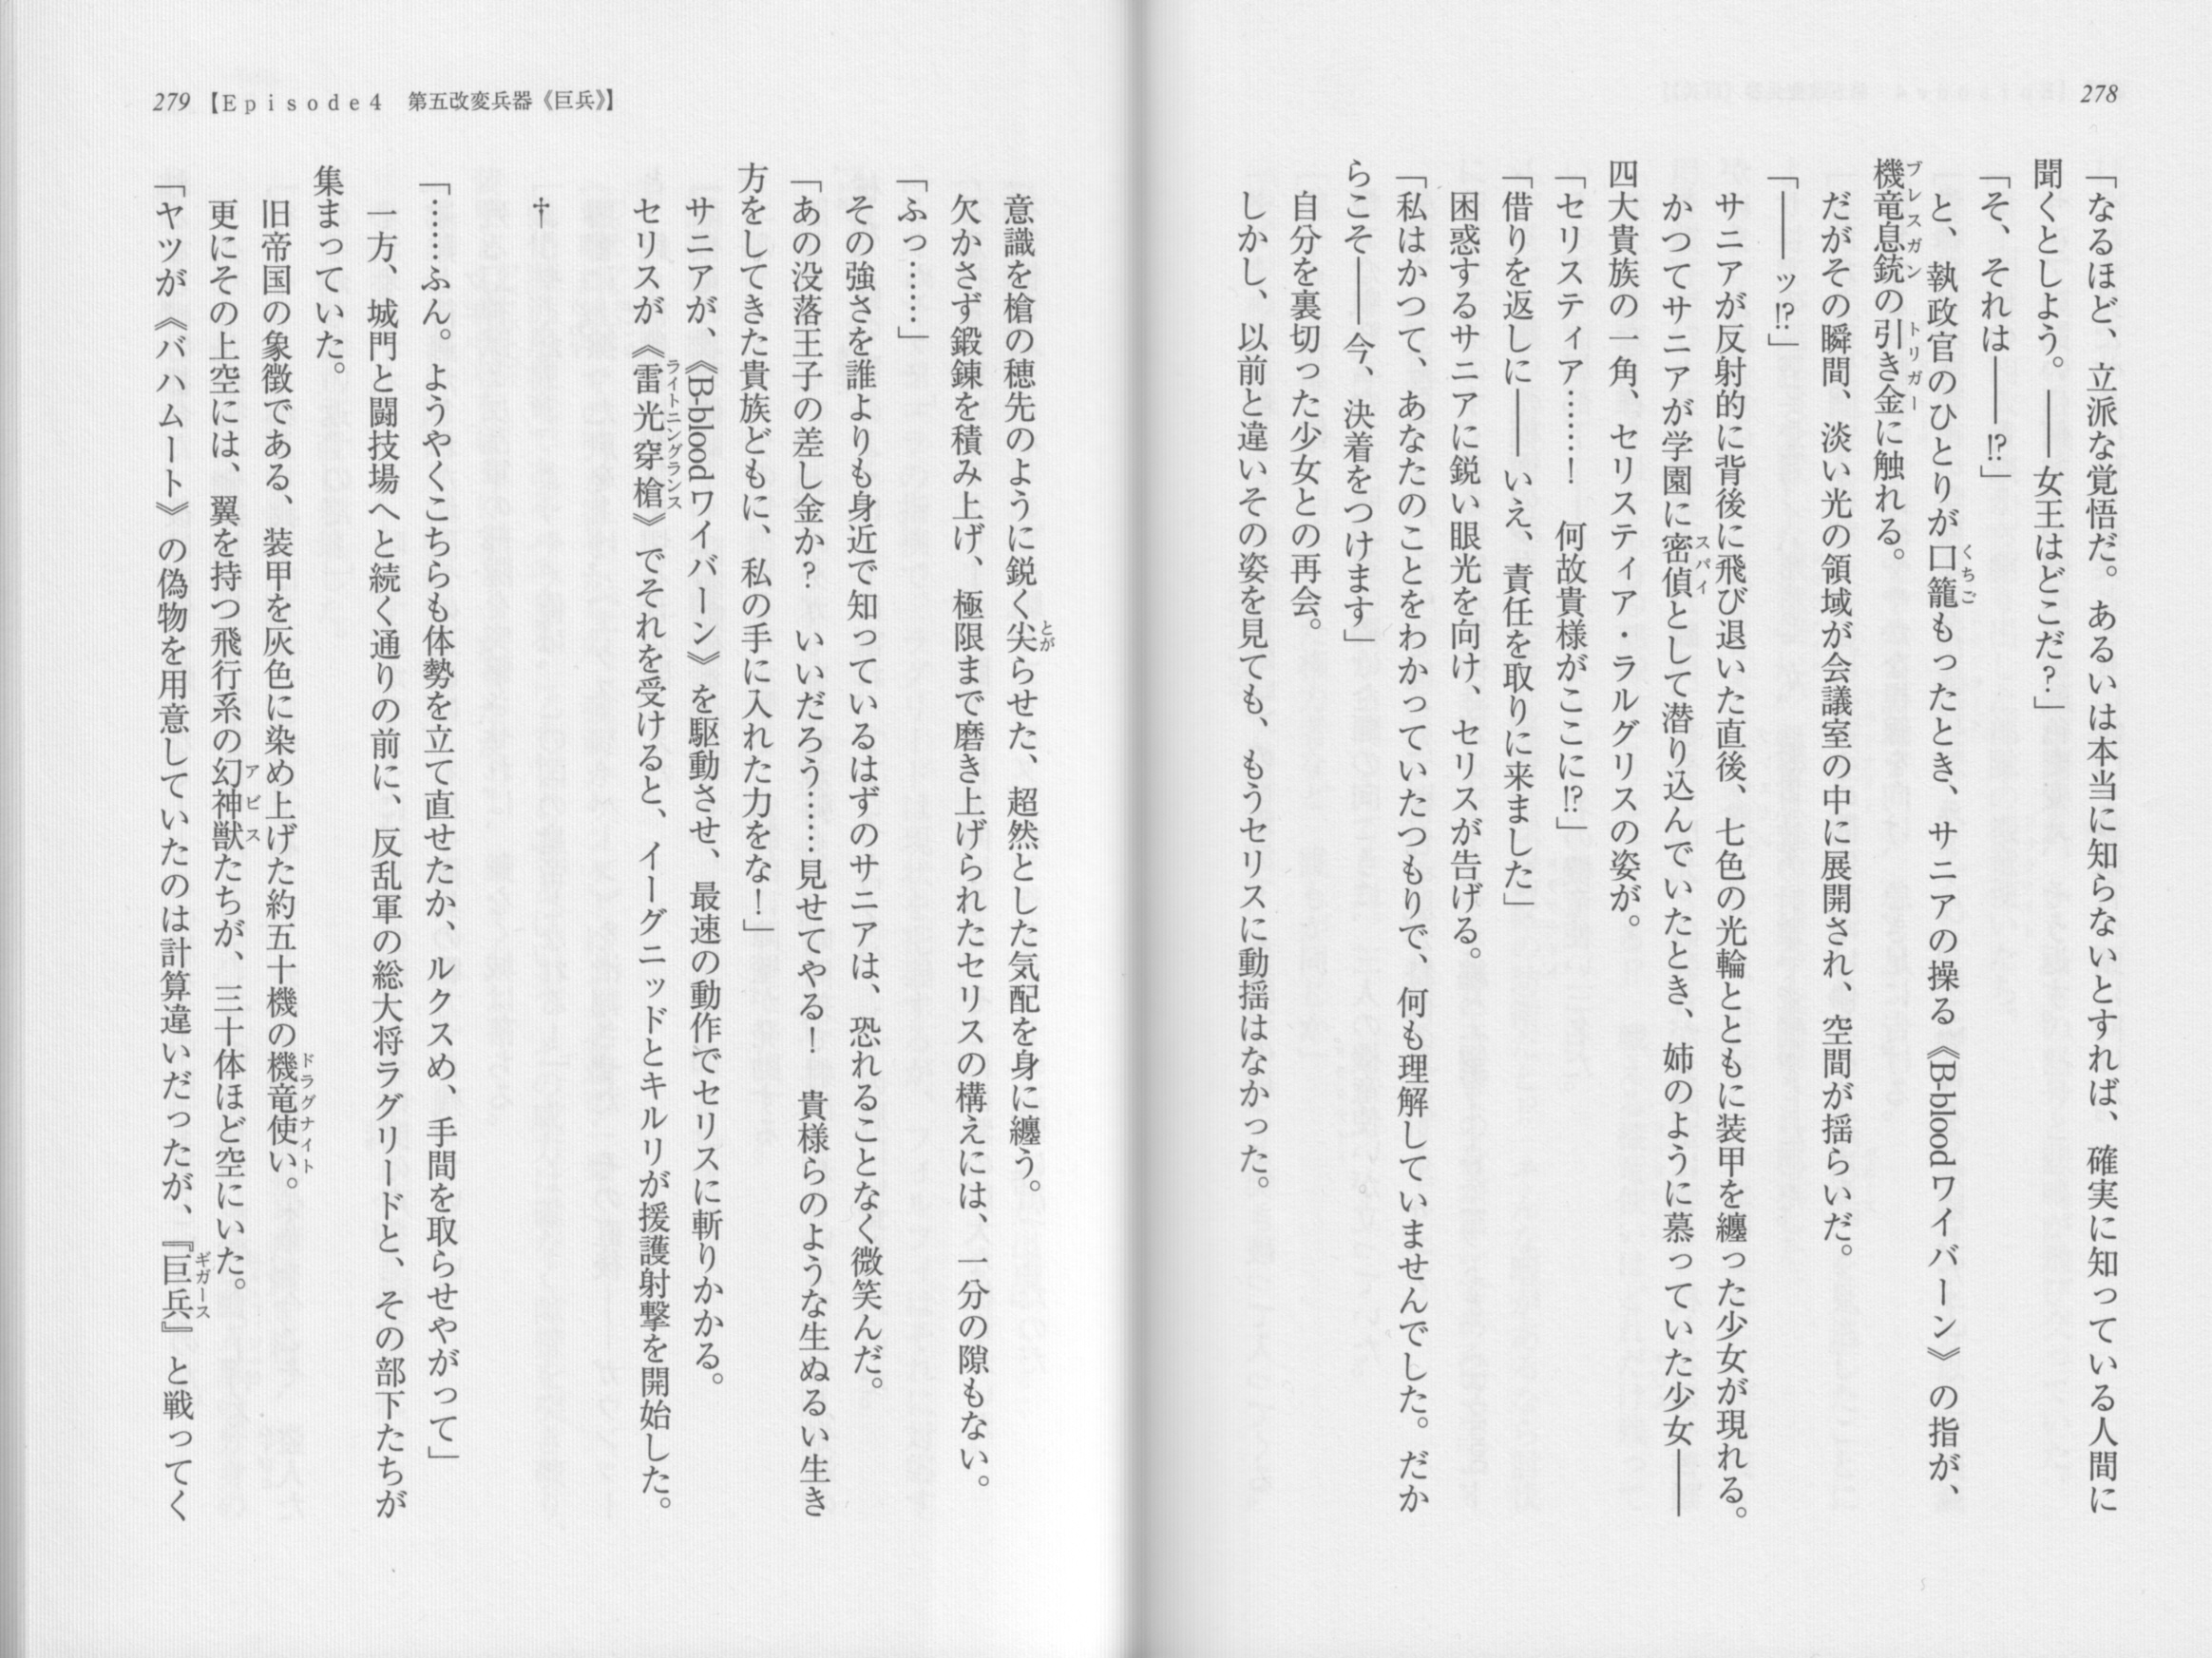 278
「なるほど、立派な覚悟だ。あるいは本当に知らないとすれば、確実に知っている人間に
聞くとしよう。――女王はどこだ？」
「そ、それは――!?」
と、執政官のひとりが口籠もったとき、サニアの操る《B-bloodワイバーン》の指が、
機竜息銃の引き金に触れる。
だがその瞬間、淡い光の領域が会議室の中に展開され、空間が揺らいだ。
「――ッ!?」
サニアが反射的に背後に飛び退いた直後、七色の光輪とともに装甲を纏った少女が現れる。
かつてサニアが学園に密偵として潜り込んでいたとき、姉のように慕っていた少女――
四大貴族の一角、セリスティア・ラルグリスの姿が。
「セリスティア……！　何故貴様がここに!?」
「借りを返しに――いえ、責任を取りに来ました」
困惑するサニアに鋭い眼光を向け、セリスが告げる。
「私はかつて、あなたのことをわかっていたつもりで、何も理解していませんでした。だか
らこそ――今、決着をつけます」
自分を裏切った少女との再会。
しかし、以前と違いその姿を見ても、もうセリスに動揺はなかった。
279【Episode4　第五改変兵器《巨兵》】
意識を槍の穂先のように鋭く尖らせた、超然とした気配を身に纏う。
欠かさず鍛錬を積み上げ、極限まで磨き上げられたセリスの構えには、一分の隙もない。
「ふっ……」
その強さを誰よりも身近で知っているはずのサニアは、恐れることなく微笑んだ。
「あの没落王子の差し金か？　いいだろう……見せてやる！　貴様らのような生ぬるい生き
方をしてきた貴族どもに、私の手に入れた力をな！」
サニアが、《B-bloodワイバーン》を駆動させ、最速の動作でセリスに斬りかかる。
セリスが《雷光穿槍》でそれを受けると、イーグニッドとキルリが援護射撃を開始した。
†
「……ふん。ようやくこちらも体勢を立て直せたか、ルクスめ、手間を取らせやがって」
一方、城門と闘技場へと続く通りの前に、反乱軍の総大将ラグリードと、その部下たちが
集まっていた。
旧帝国の象徴である、装甲を灰色に染め上げた約五十機の機竜使い。
更にその上空には、翼を持つ飛行系の幻神獣たちが、三十体ほど空にいた。
「ヤツが《バハムート》の偽物を用意していたのは計算違いだったが、『巨兵』と戦ってく